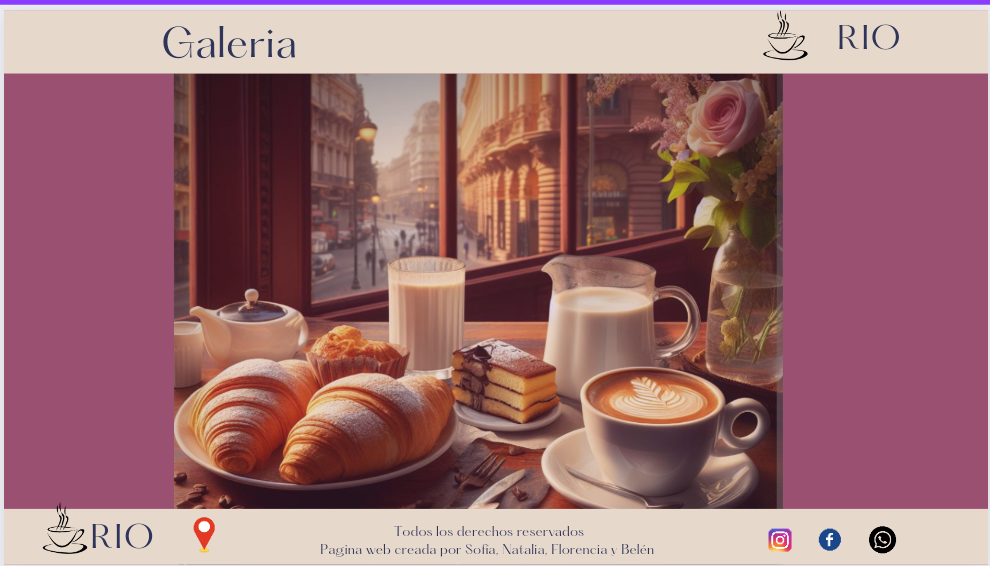 Galeria
RIO
RIO
Todos los derechos reservados
Pagina web creada por Sofia, Natalia, Florencia y Belén